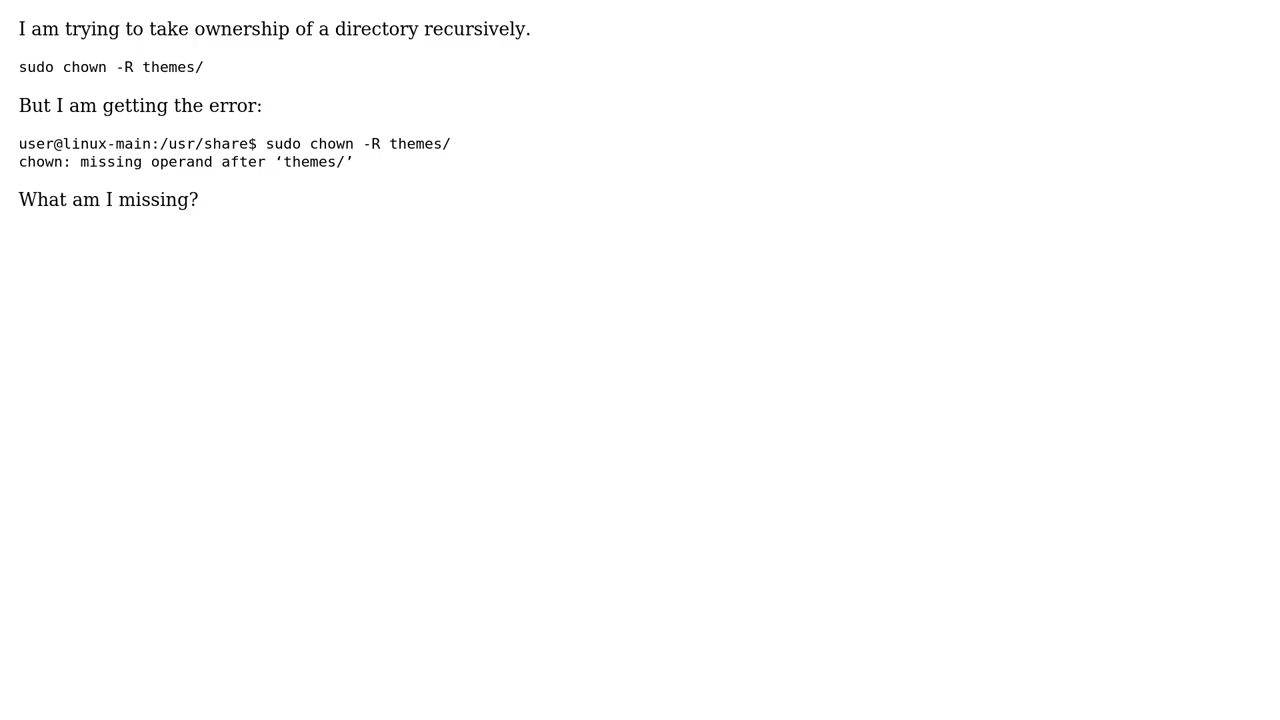 I am trying to take ownership of a directory recursively.
sudo chown -R themes/
But I am getting the error:
user@linux-main:/usr/share$ sudo chown -R themes/
chown: missing operand after ‘themes/’
What am I missing?